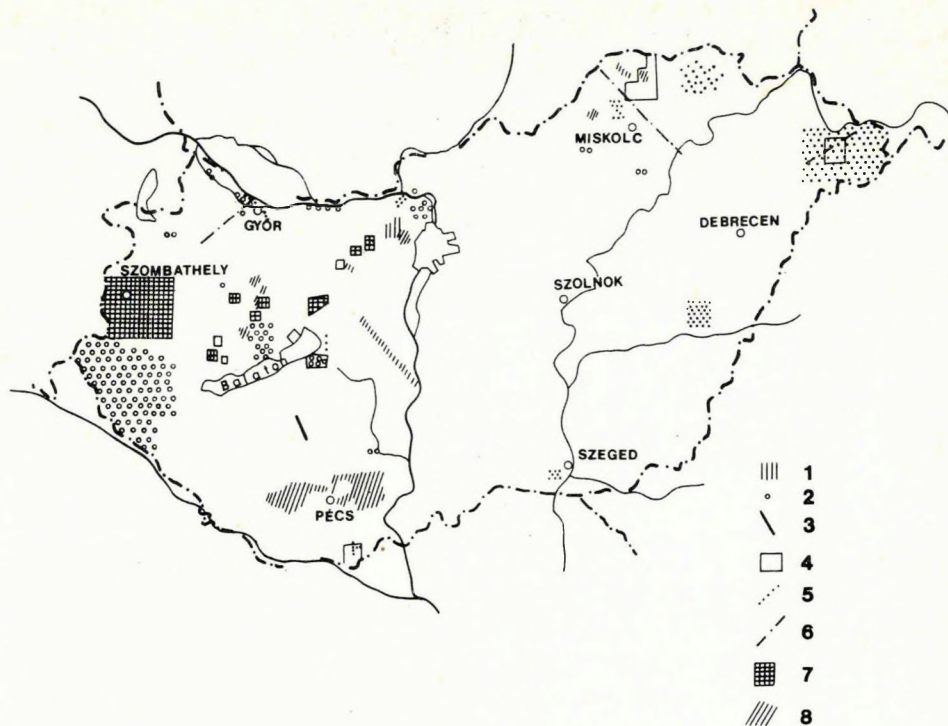 MISKOLC
GYŐR
DEBRECEN
SZOMBATHELY
SZOLNOK
Balaton
SZEGED
PÉCS
1
2
3
4
5
6
7
8